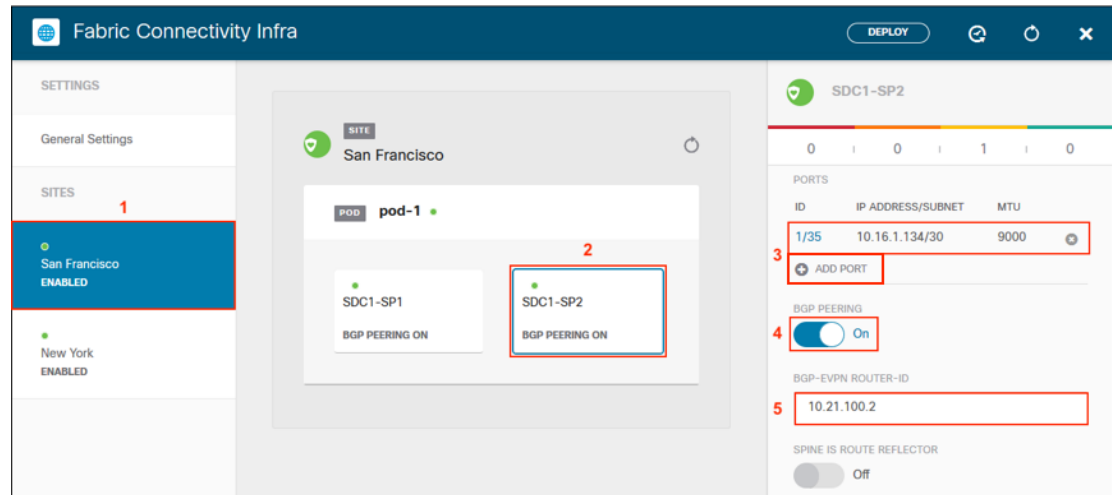 Fabric Connectivity Infra
DEPLOY
SETTINGS
General Settings
SITES
1
San Francisco
ENABLED
New York
ENABLED
SITE
San Francisco
POD pod-1
2
SDC1-SP1
BGP PEERING ON
SDC1-SP2
BGP PEERING ON
SDC1-SP2
0 0 1 0
PORTS
ID IP ADDRESS/SUBNET MTU
1/35 10.16.1.134/30 9000
3
ADD PORT
BGP PEERING
4 On
BGP-EVPN ROUTER-ID
5 10.21.100.2
SPINE IS ROUTE REFLECTOR
Off